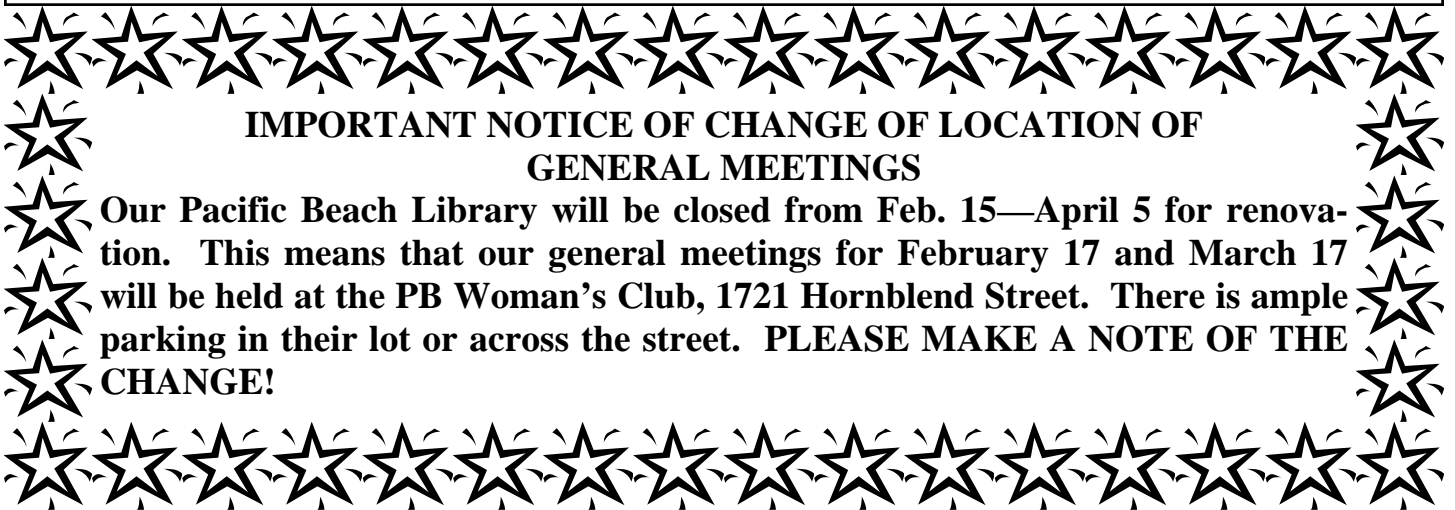 IMPORTANT NOTICE OF CHANGE OF LOCATION OF
GENERAL MEETINGS
Our Pacific Beach Library will be closed from Feb. 15—April 5 for renova-
tion. This means that our general meetings for February 17 and March 17
will be held at the PB Woman's Club, 1721 Hornblend Street. There is ample
parking in their lot or across the street. PLEASE MAKE A NOTE OF THE
CHANGE!